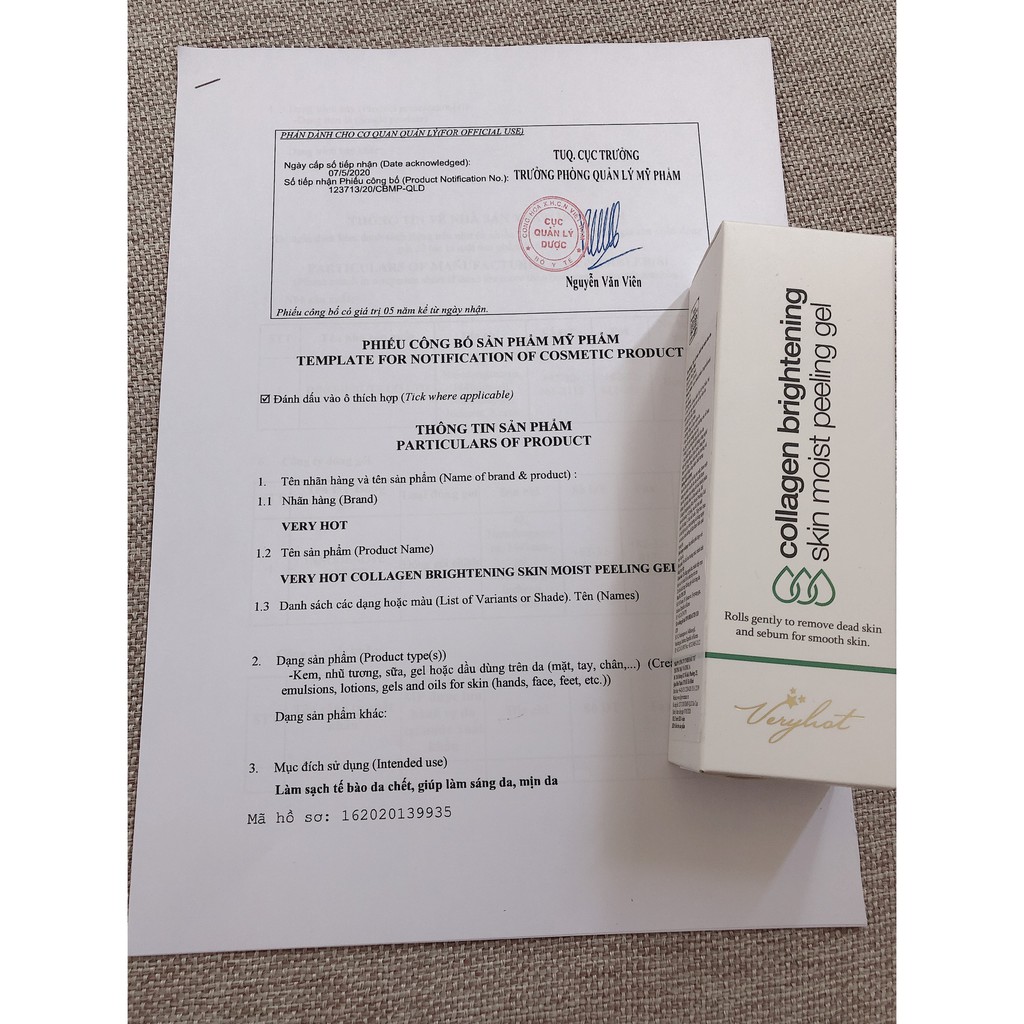 PHẦN DÀNH CHO CƠ QUAN QUẢN LÝ(FOR OFFICIAL USE)
Ngày cấp số tiếp nhận (Date acknowledged):
07/5/2020
Số tiếp nhận Phiếu công bố (Product Notification No.):
123713/20/CBMP-QLD
TUQ. CỤC TRƯỞNG
TRƯỞNG PHÒNG QUẢN LÝ MỸ PHẨM
CỤC
QUẢN LÝ
DƯỢC
Nguyễn Văn Viên
Phiếu công bố có giá trị 05 năm kể từ ngày nhận.
PHIẾU CÔNG BỐ SẢN PHẨM MỸ PHẨM
TEMPLATE FOR NOTIFICATION OF COSMETIC PRODUCT
☑ Đánh dấu vào ô thích hợp (Tick where applicable)
THÔNG TIN SẢN PHẨM
PARTICULARS OF PRODUCT
1. Tên nhãn hàng và tên sản phẩm (Name of brand & product) :
1.1 Nhãn hàng (Brand)
VERY HOT
1.2 Tên sản phẩm (Product Name)
VERY HOT COLLAGEN BRIGHTENING SKIN MOIST PEELING GEL
1.3 Danh sách các dạng hoặc màu (List of Variants or Shade). Tên (Names)
2. Dạng sản phẩm (Product type(s))
-Kem, nhũ tương, sữa, gel hoặc dầu dùng trên da (mặt, tay, chân,...)
emulsions, lotions, gels and oils for skin (hands, face, feet, etc.))
Dạng sản phẩm khác:
3. Mục đích sử dụng (Intended use)
Làm sạch tế bào da chết, giúp làm sáng da, mịn da
Mã hồ sơ: 162020139935
collagen brightening
skin moist peeling gel
Rolls gently to remove dead skin
and sebum for smooth skin.
Veryhot